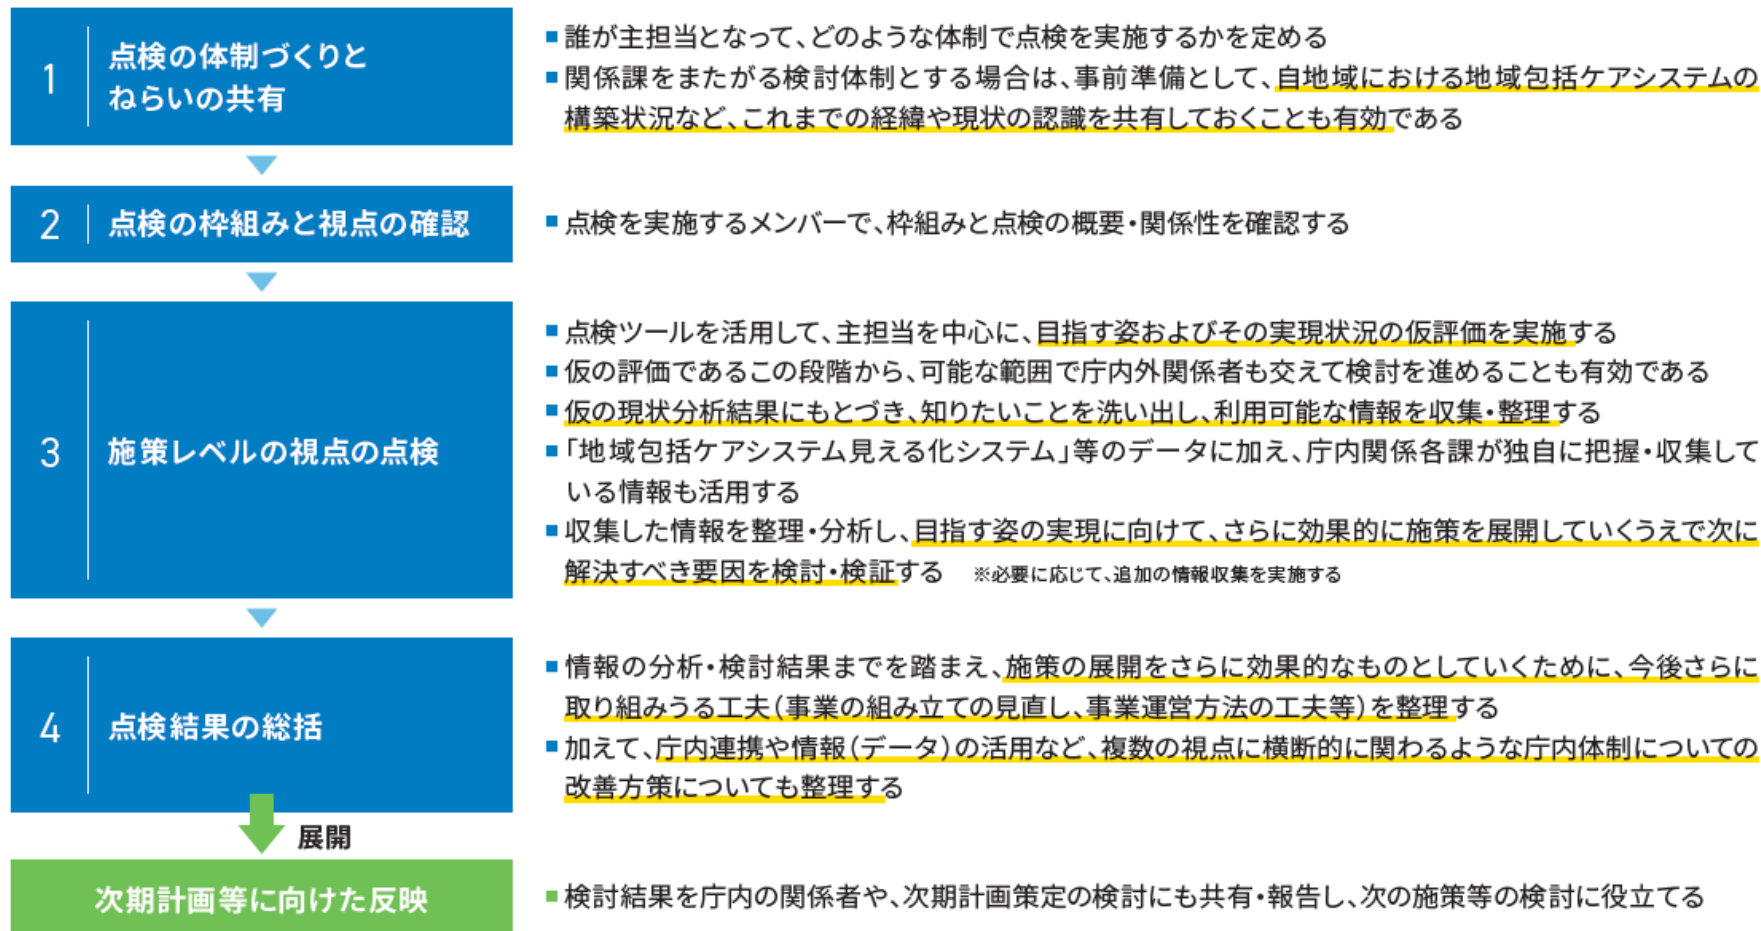 1
点検の体制づくりと
ねらいの共有
■誰が主担当となって、どのような体制で点検を実施するかを定める
■関係課をまたがる検討体制とする場合は、事前準備として、自地域における地域包括ケアシステムの
構築状況など、これまでの経緯や現状の認識を共有しておくことも有効である
2
点検の枠組みと視点の確認
■点検を実施するメンバーで、枠組みと点検の概要・関係性を確認する
3
施策レベルの視点の点検
■点検ツールを活用して、主担当を中心に、目指す姿およびその実現状況の仮評価を実施する
■仮の評価であるこの段階から、可能な範囲で庁内外関係者も交えて検討を進めることも有効である
■仮の現状分析結果にもとづき、知りたいことを洗い出し、利用可能な情報を収集・整理する
■「地域包括ケアシステム見える化システム」等のデータに加え、庁内関係各課が独自に把握・収集して
いる情報も活用する
■収集した情報を整理・分析し、目指す姿の実現に向けて、さらに効果的に施策を展開していくうえで次に
解決すべき要因を検討・検証する ※必要に応じて、追加の情報収集を実施する
4
点検結果の総括
■情報の分析・検討結果までを踏まえ、施策の展開をさらに効果的なものとしていくために、今後さらに
取り組みうる工夫（事業の組み立ての見直し、事業運営方法の工夫等）を整理する
■加えて、庁内連携や情報（データ）の活用など、複数の視点に横断的に関わるような庁内体制についての
改善方策についても整理する
展開
次期計画等に向けた反映
■検討結果を庁内の関係者や、次期計画策定の検討にも共有・報告し、次の施策等の検討に役立てる